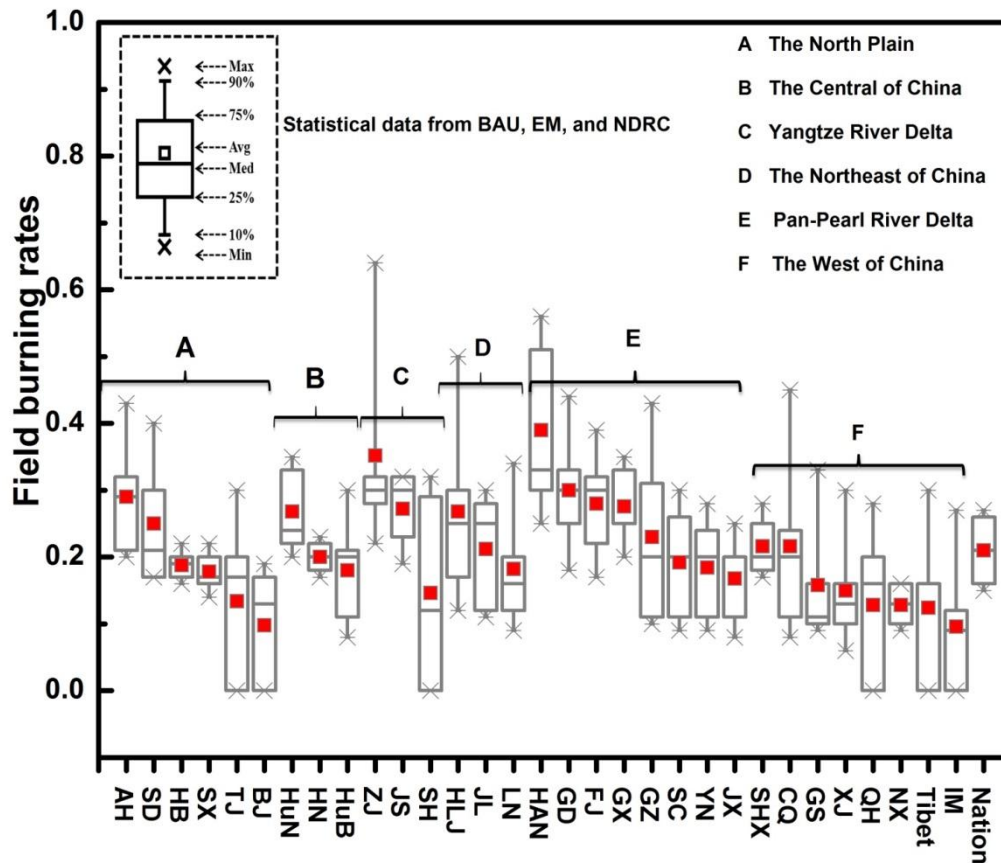 Field burning rates
1.0
0.8
0.6
0.4
0.2
0.0
Max
90%
75%
Avg
Med
25%
10%
Min
Statistical data from BAU, EM, and NDRC
A The North Plain
B The Central of China
C Yangtze River Delta
D The Northeast of China
E Pan-Pearl River Delta
F The West of China
A
B
C
D
E
F
AH
SD
HB
SX
TJ
BJ
HuN
HN
HuB
ZJ
JS
SH
HLJ
JL
LN
HAN
GD
FJ
GX
GZ
SC
YN
JX
SHX
CQ
GS
XJ
QH
NX
Tibet
IM
Nation